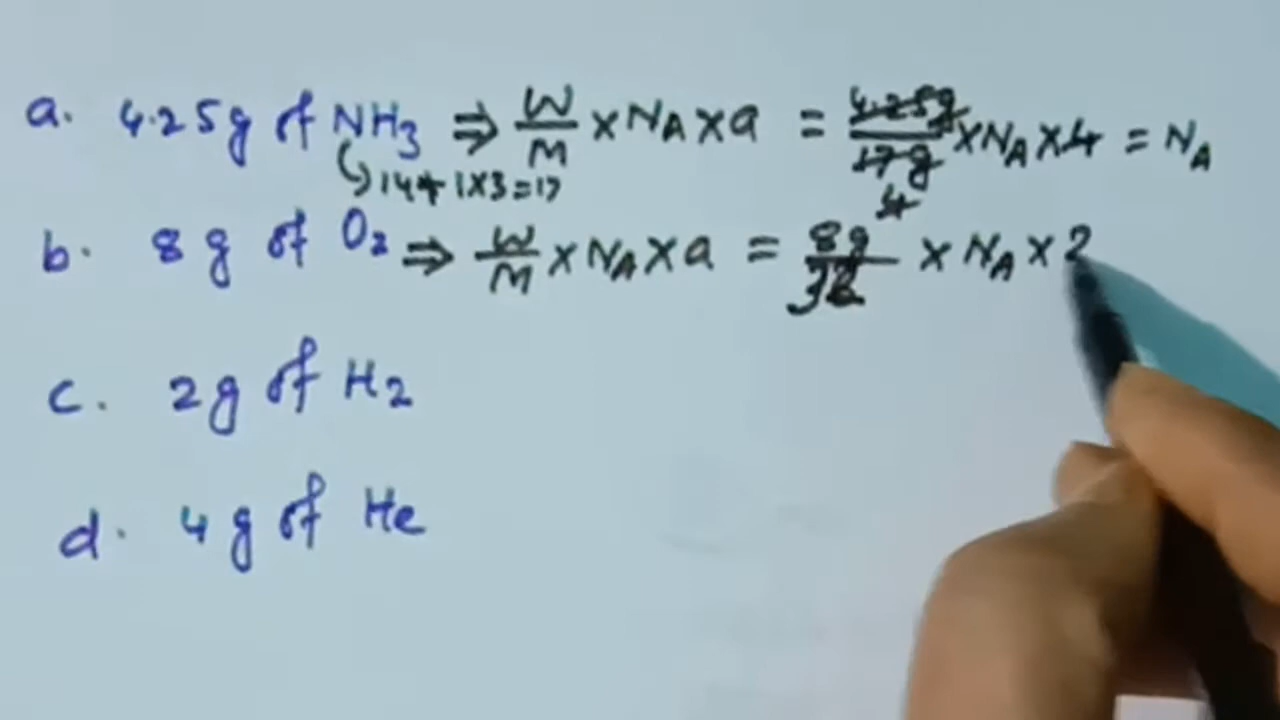 a. 4.25g of NH3 ⇒ W/M × NA × a = 4.25g/17g × NA × 4 = NA
14+1×3=17 4
b. 8 g of O2 ⇒ W/M × NA × a = 8g/32 × NA × 2
c. 2g of H2
d. 4g of He